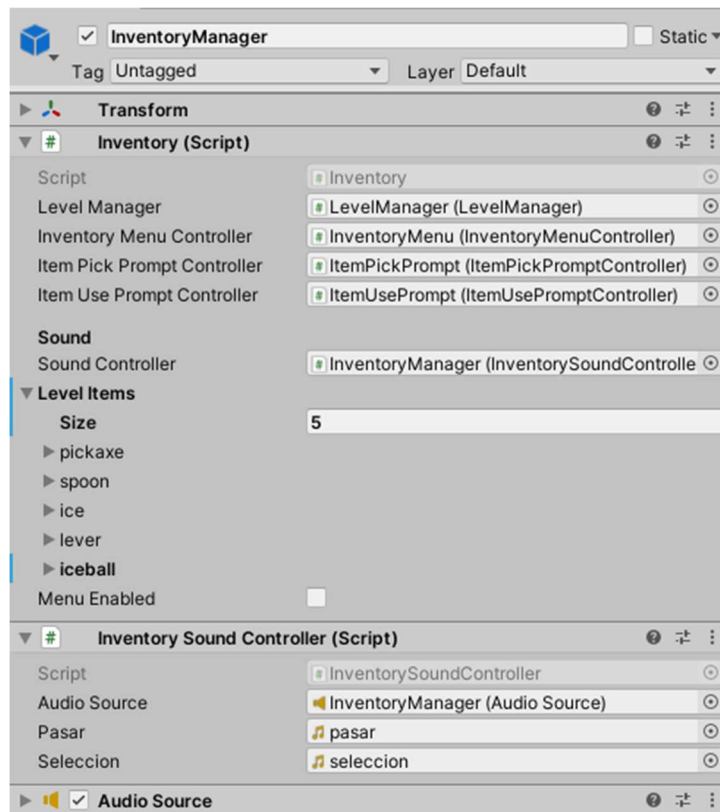 InventoryManager Static
Tag Untagged Layer Default
Transform
# Inventory (Script)
Script # Inventory
Level Manager # LevelManager (LevelManager)
Inventory Menu Controller # InventoryMenu (InventoryMenuController)
Item Pick Prompt Controller # ItemPickPrompt (ItemPickPromptController)
Item Use Prompt Controller # ItemUsePrompt (ItemUsePromptController)
Sound
Sound Controller # InventoryManager (InventorySoundControlle
Level Items
Size 5
pickaxe
spoon
ice
lever
iceball
Menu Enabled
# Inventory Sound Controller (Script)
Script # InventorySoundController
Audio Source InventoryManager (Audio Source)
Pasar pasar
Seleccion seleccion
Audio Source